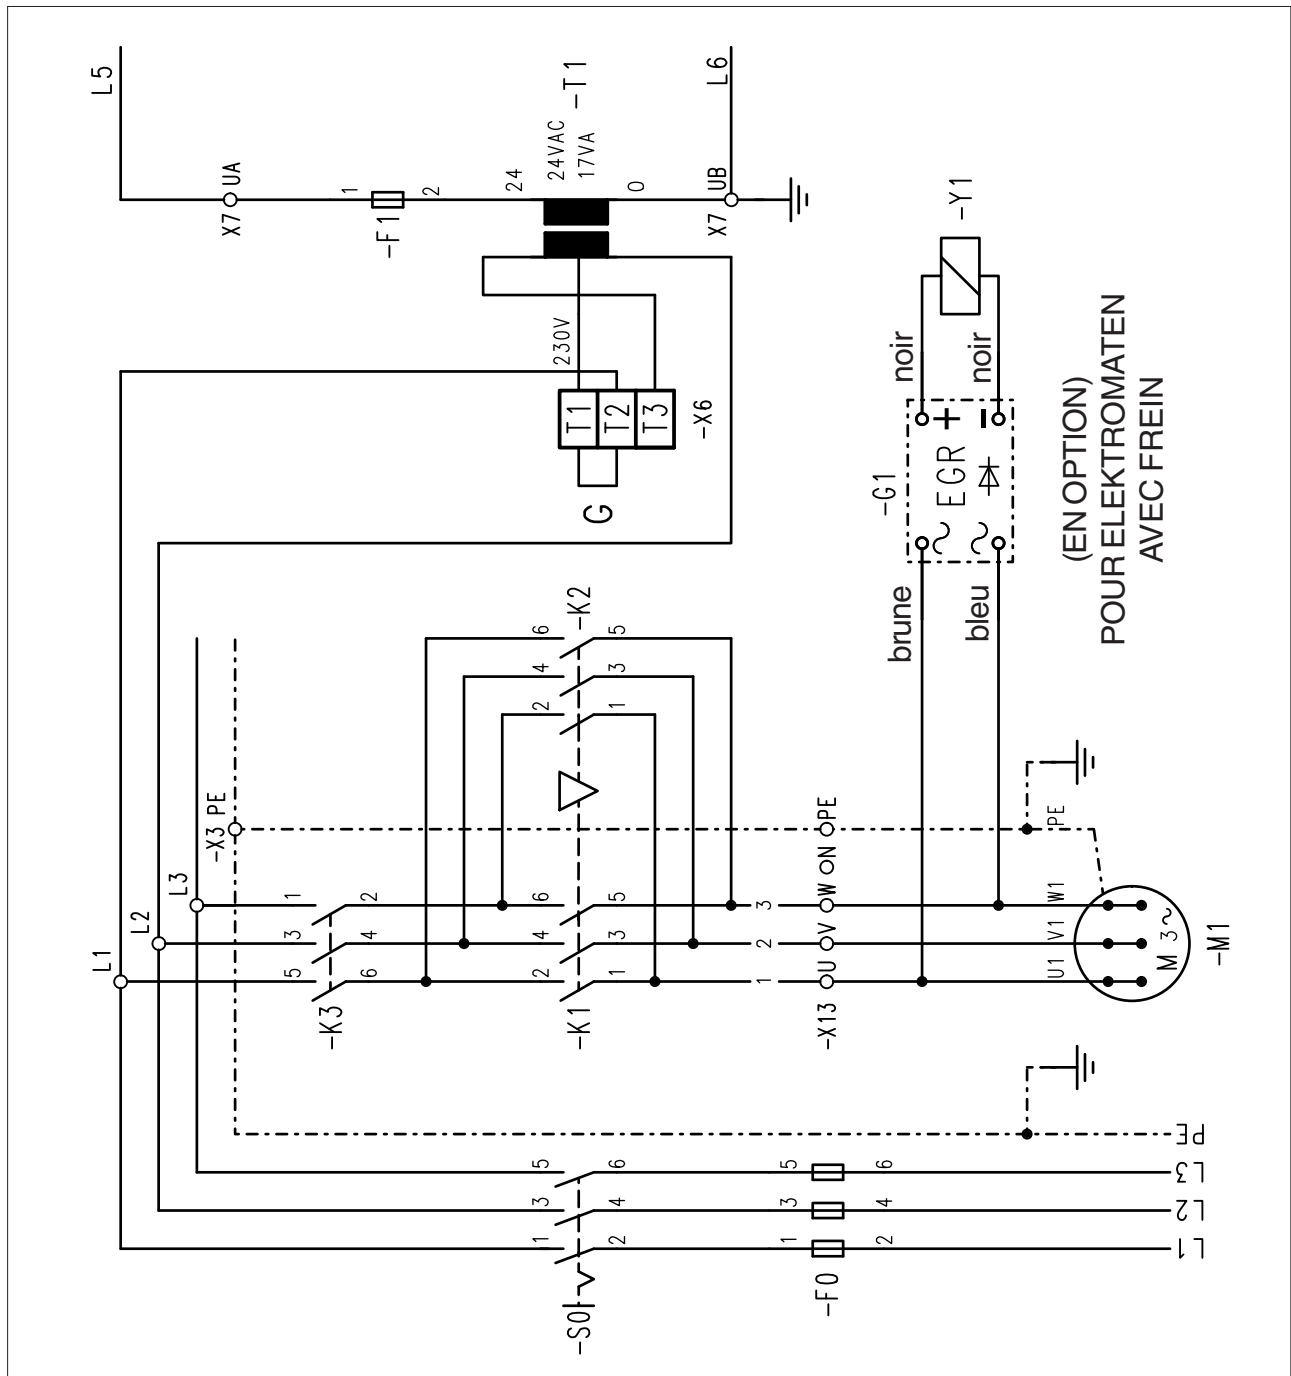 L5
X7
UA
1
-F1
2
24
24VAC
17VA
-T1
0
X7
UB
L6
230V
T1
T2
T3
-X6
G
-Y1
noir
noir
-G1
+
-
EGR
~
~
brune
bleu
(EN OPTION)
POUR ELEKTROMATEN
AVEC FREIN
L1
L2
L3
-X3 PE
5
3
1
6
4
2
-K3
2
4
6
1
3
5
-K1
2
4
6
1
3
5
-K2
1
2
3
-X13
U
V
W
ON
PE
U1
V1
W1
PE
M 3~
-M1
-S0
1
3
5
2
4
6
-F0
1
3
5
2
4
6
L1
L2
L3
PE